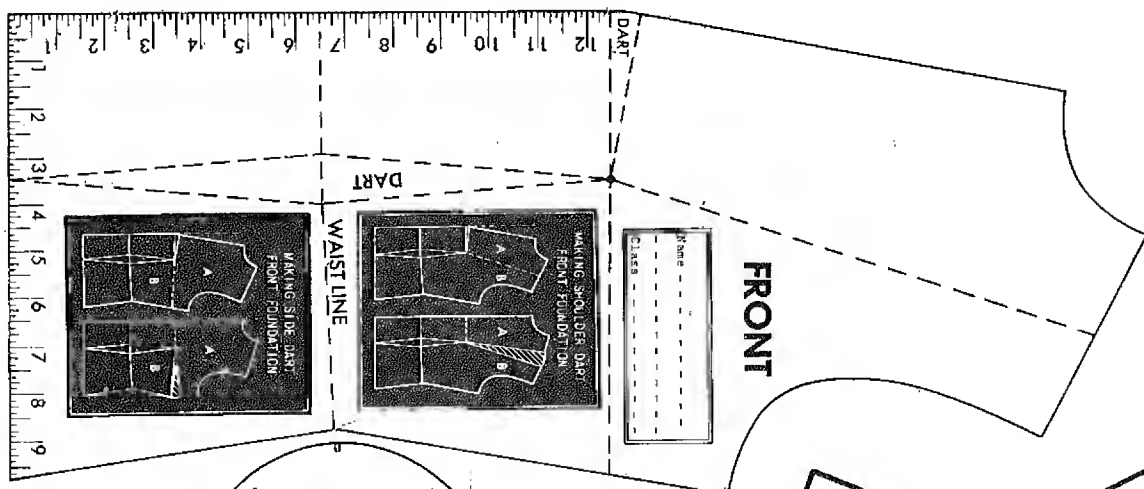 1 2 3 4 5 6 7 8 9 10 11 12
DART
1
2
3
4
5
6
7
8
9
DART
WAIST LINE
MAKING SIDE DART
FRONT FOUNDATION
A
B
A
B
MAKING SHOULDER DART
FRONT FOUNDATION
A
B
A
B
Name
Class
FRONT